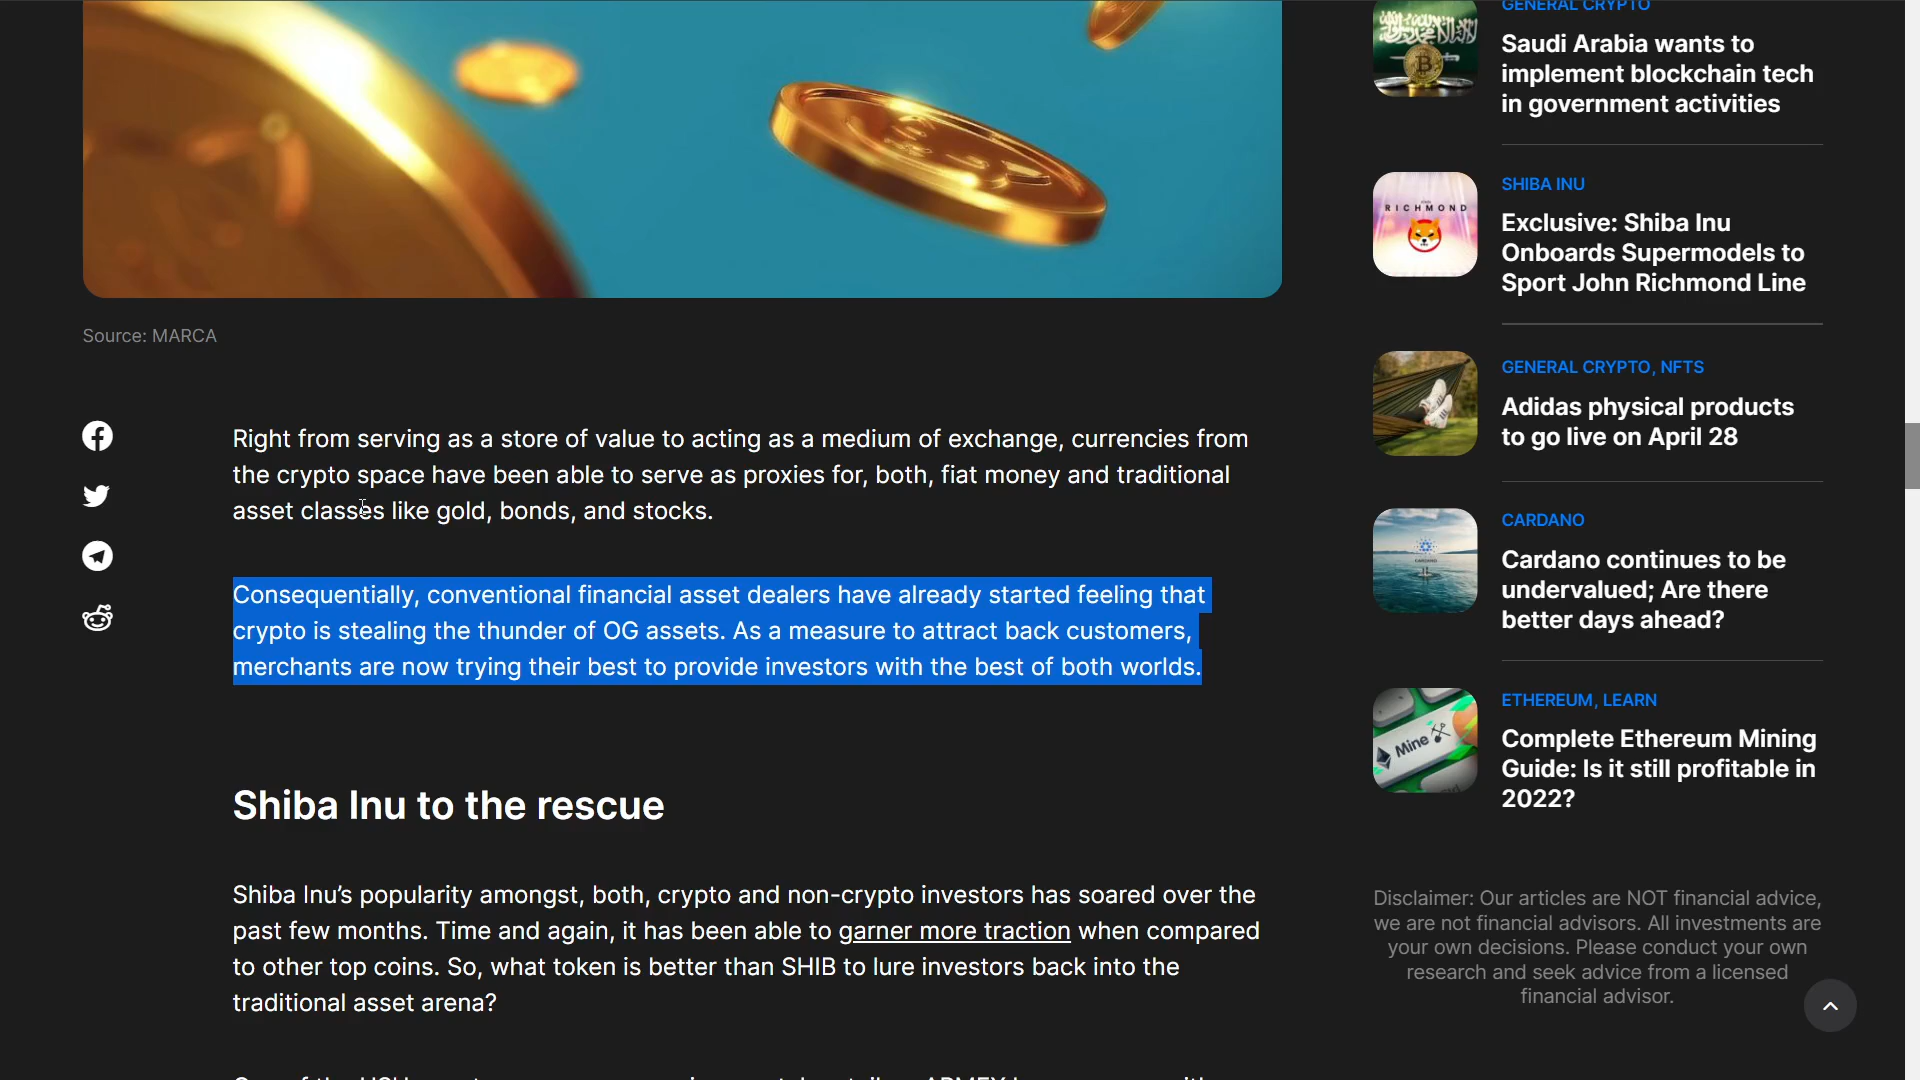 GENERAL CRYPTO
Saudi Arabia wants to
implement blockchain tech
in government activities
SHIBA INU
RICHMOND
Exclusive: Shiba Inu
Onboards Supermodels to
Sport John Richmond Line
Source: MARCA
GENERAL CRYPTO, NFTS
Adidas physical products
to go live on April 28
Right from serving as a store of value to acting as a medium of exchange, currencies from
the crypto space have been able to serve as proxies for, both, fiat money and traditional
asset classes like gold, bonds, and stocks.
CARDANO
CARDANO
Cardano continues to be
undervalued; Are there
better days ahead?
Consequentially, conventional financial asset dealers have already started feeling that
crypto is stealing the thunder of OG assets. As a measure to attract back customers,
merchants are now trying their best to provide investors with the best of both worlds.
ETHEREUM, LEARN
Mine
Complete Ethereum Mining
Guide: Is it still profitable in
2022?
Shiba Inu to the rescue
Shiba Inu’s popularity amongst, both, crypto and non-crypto investors has soared over the
past few months. Time and again, it has been able to garner more traction when compared
to other top coins. So, what token is better than SHIB to lure investors back into the
traditional asset arena?
Disclaimer: Our articles are NOT financial advice,
we are not financial advisors. All investments are
your own decisions. Please conduct your own
research and seek advice from a licensed
financial advisor.